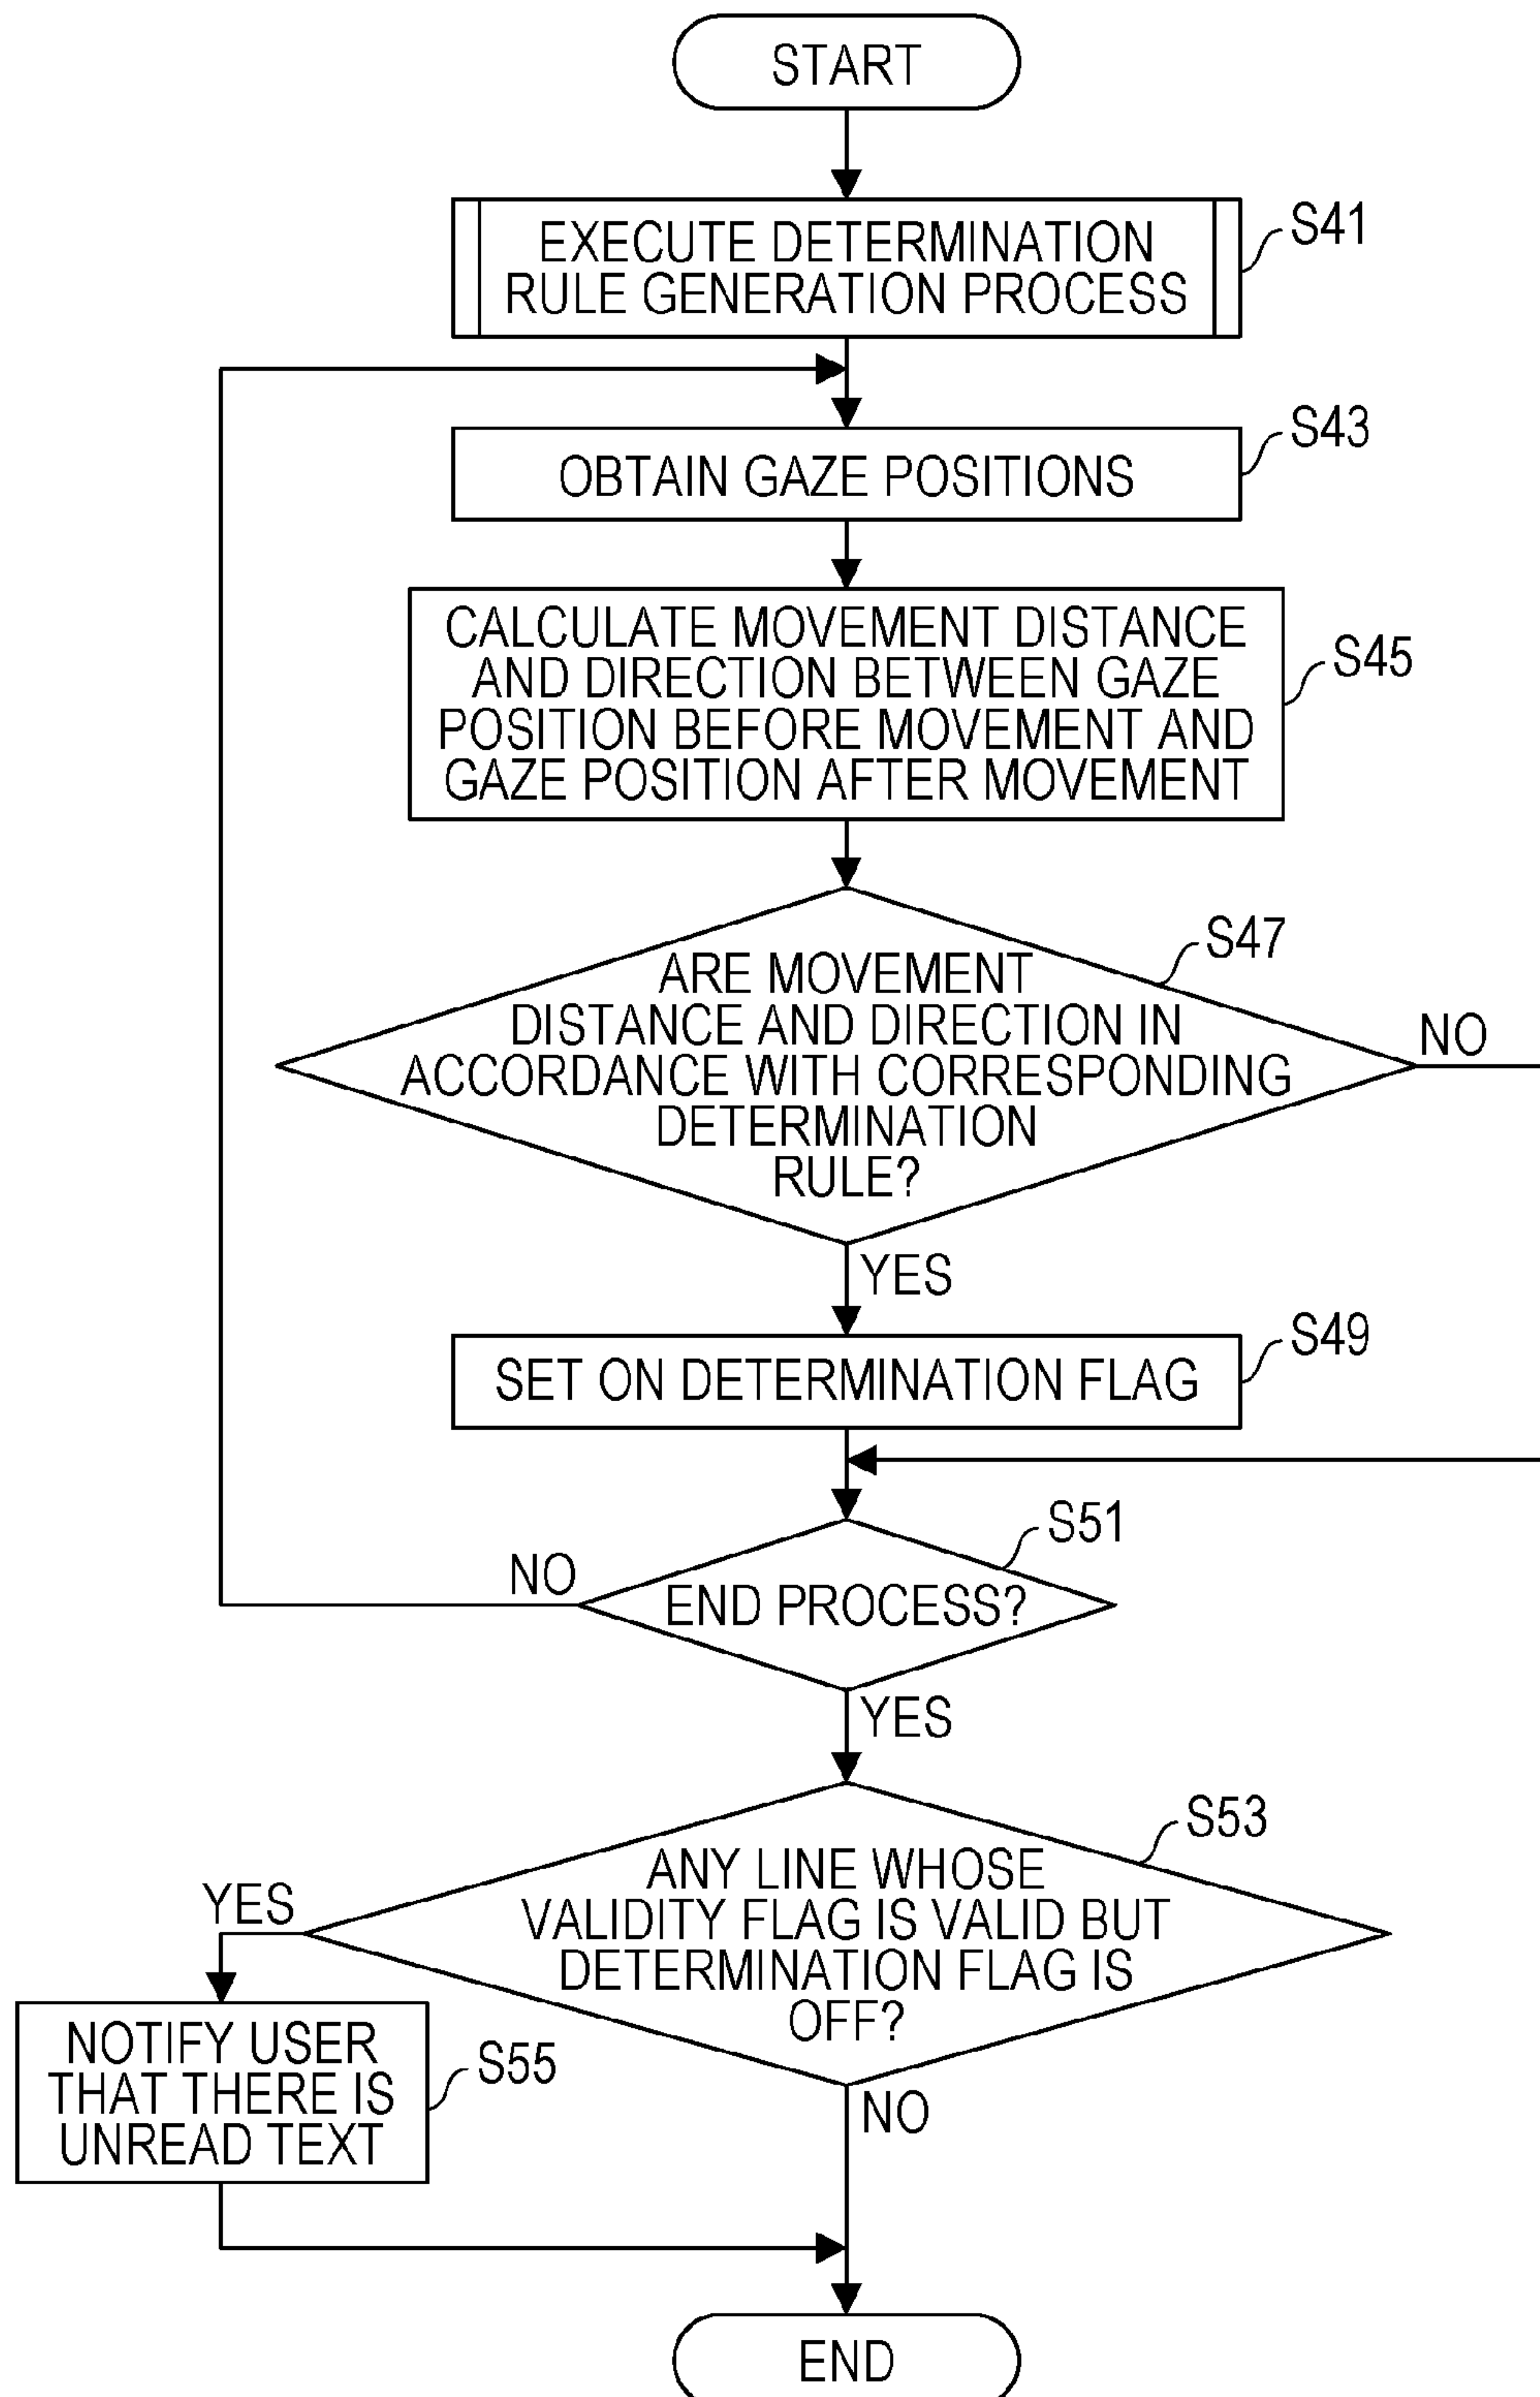 START
EXECUTE DETERMINATION
RULE GENERATION PROCESS
S41
OBTAIN GAZE POSITIONS
S43
CALCULATE MOVEMENT DISTANCE
AND DIRECTION BETWEEN GAZE
POSITION BEFORE MOVEMENT AND
GAZE POSITION AFTER MOVEMENT
S45
ARE MOVEMENT
DISTANCE AND DIRECTION IN
ACCORDANCE WITH CORRESPONDING
DETERMINATION
RULE?
S47
NO
YES
SET ON DETERMINATION FLAG
S49
END PROCESS?
S51
NO
YES
ANY LINE WHOSE
VALIDITY FLAG IS VALID BUT
DETERMINATION FLAG IS
OFF?
S53
YES
NOTIFY USER
THAT THERE IS
UNREAD TEXT
S55
NO
END